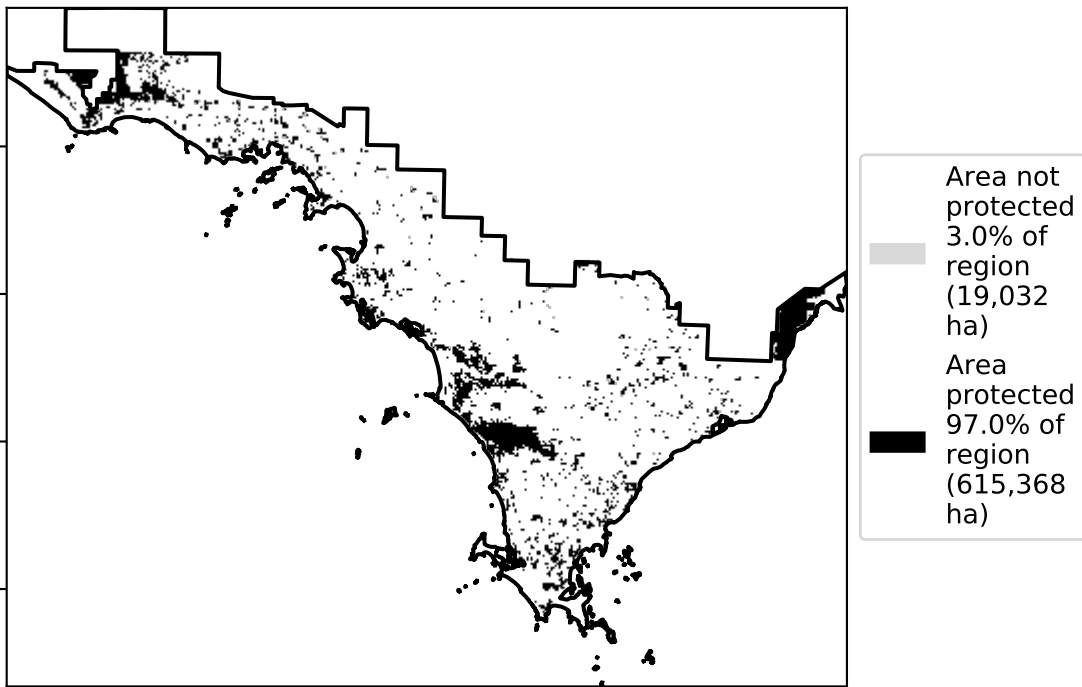 Area not
protected
3.0% of
region
(19,032
ha)
Area
protected
97.0% of
region
(615,368
ha)